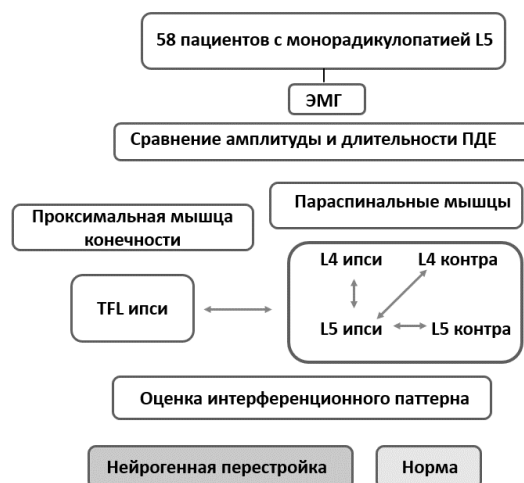 58 пациентов с монорадикулопатией L5
ЭМГ
Сравнение амплитуды и длительности ПДЕ
Проксимальная мышца
конечности
Параспинальные мышцы
TFL ипси
L4 ипси L4 контра
L5 ипси L5 контра
Оценка интерференционного паттерна
Нейрогенная перестройка
Норма